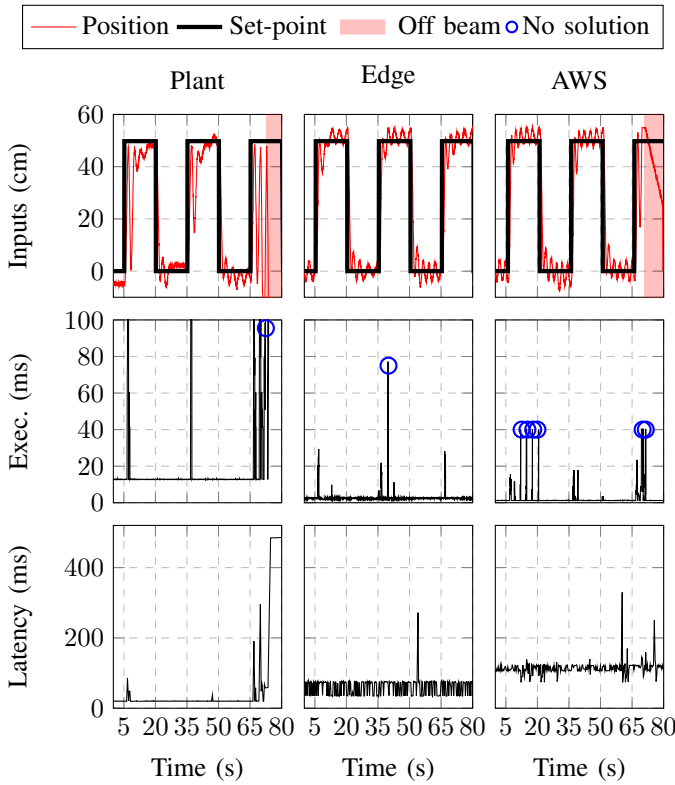 Position Set-point Off beam No solution
Plant Edge AWS
Inputs (cm)
60
40
20
0
Exec. (ms)
100
80
60
40
20
0
Latency (ms)
400
200
0
5 20 35 50 65 80 5 20 35 50 65 80 5 20 35 50 65 80
Time (s) Time (s) Time (s)